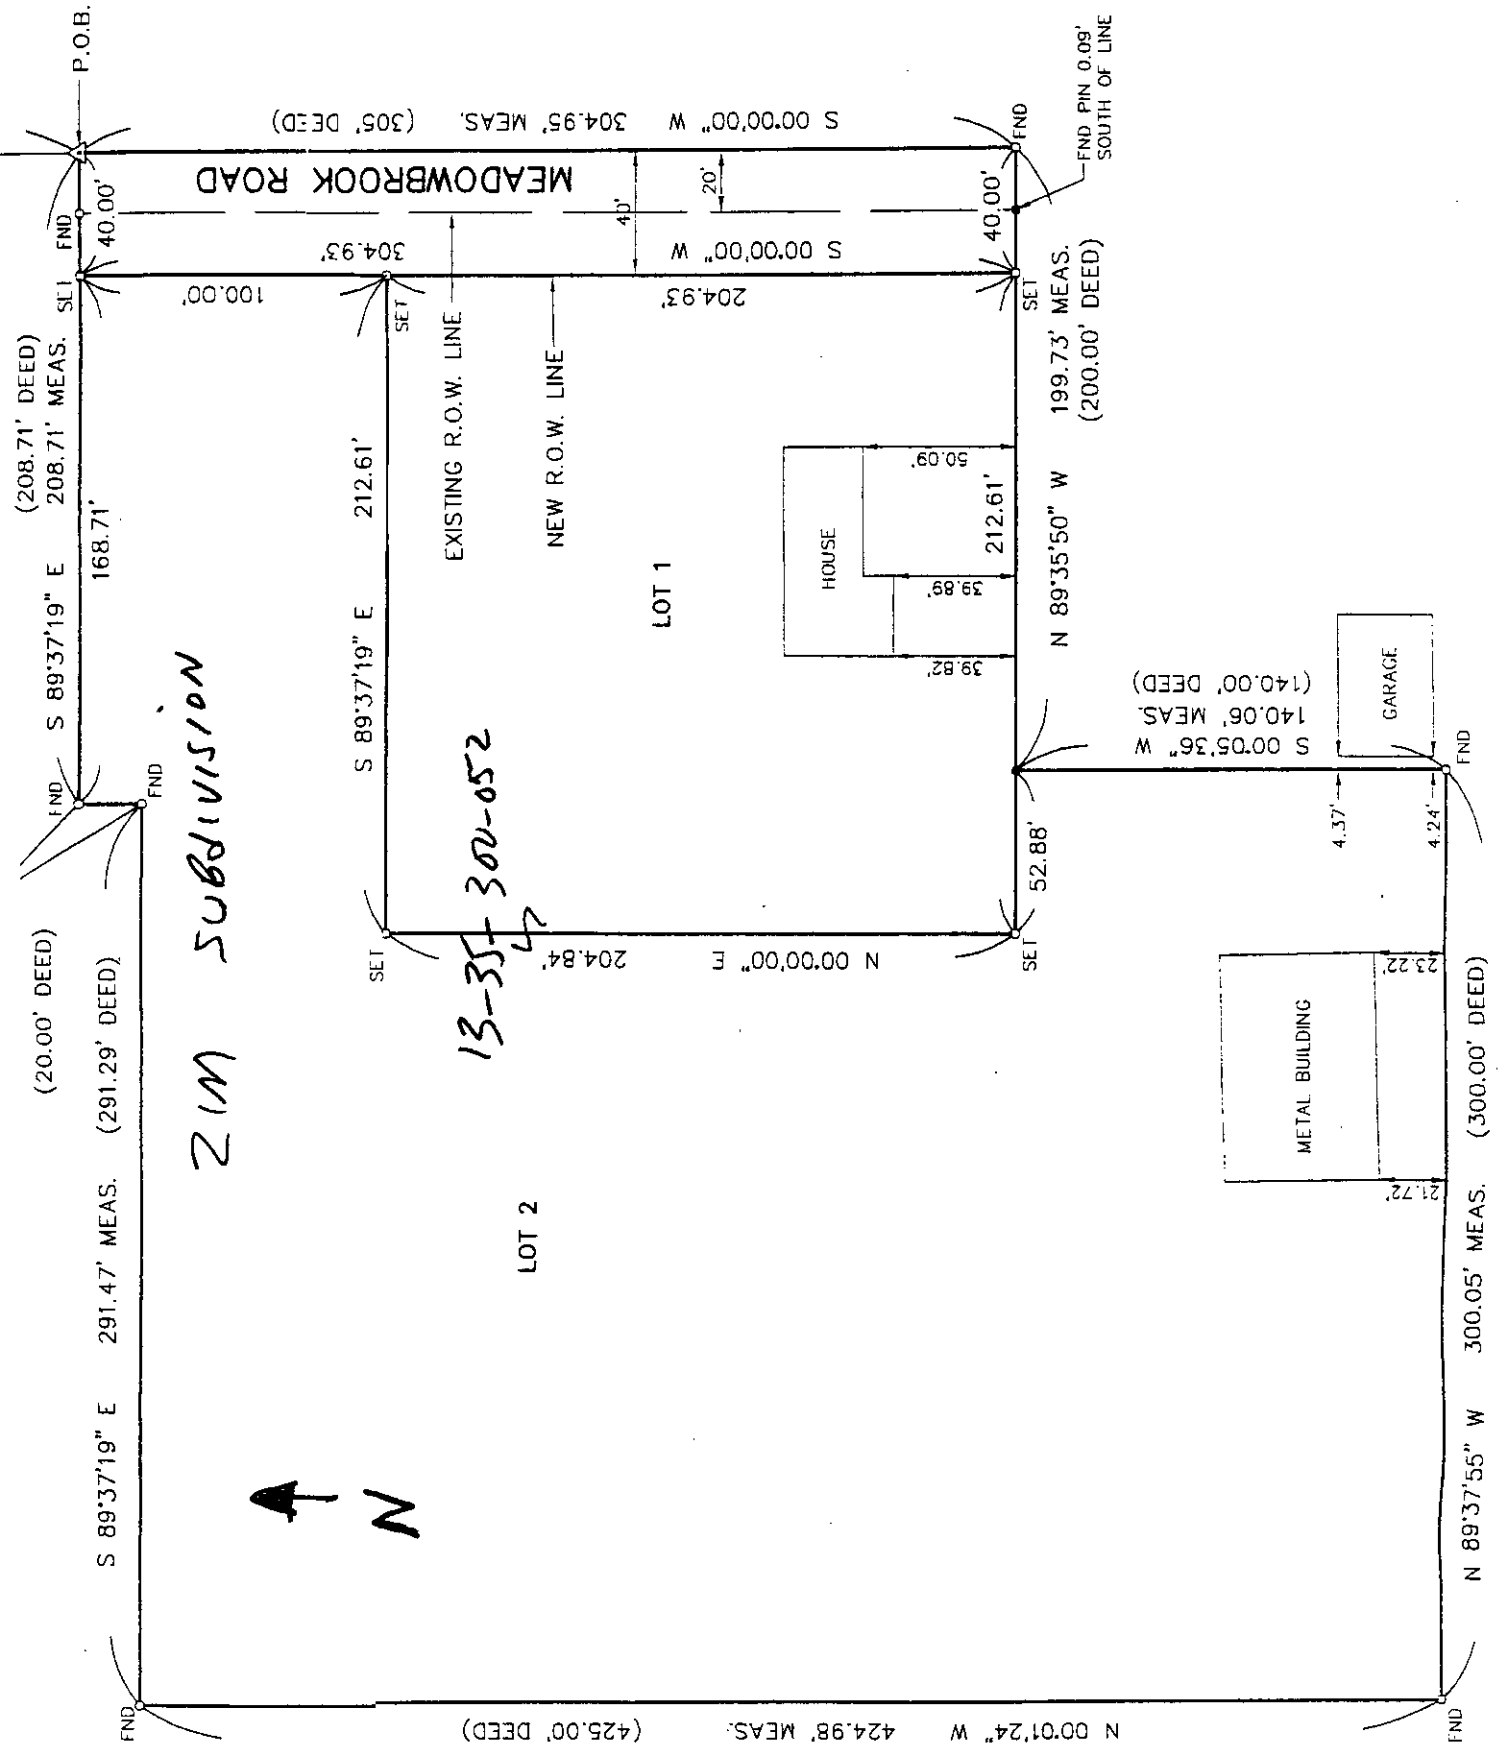 P.O.B.
(208.71' DEED)
S 89°37'19" E 208.71' MEAS.
168.71'
SET
FND
40.00'
FND
(20.00' DEED)
FND
S 89°37'19" E 291.47' MEAS. (291.29' DEED)
FND
S 00°00'00" W 304.95' MEAS. (305' DEED)
MEADOWBROOK ROAD
20'
40'
S 00°00'00" W 304.93'
100.00'
204.93'
SET
S 89°37'19" E 212.61'
EXISTING R.O.W. LINE
NEW R.O.W. LINE
SUBdIVISION
13-35-300-052
LOT 1
SET
N 00°00'00" E 204.84'
SET
HOUSE
50.09'
39.89'
39.82'
212.61'
52.88'
40.00'
FND
SET
FND PIN 0.09'
SOUTH OF LINE
N 89°35'50" W 199.73' MEAS.
(200.00' DEED)
S 00°05'36" W
140.06' MEAS.
(140.00' DEED)
GARAGE
4.37'
4.24'
FND
LOT 2
N
METAL BUILDING
23.22'
21.72'
N 89°37'55" W 300.05' MEAS. (300.00' DEED)
FND
N 00°01'24" W 424.98' MEAS. (425.00' DEED)